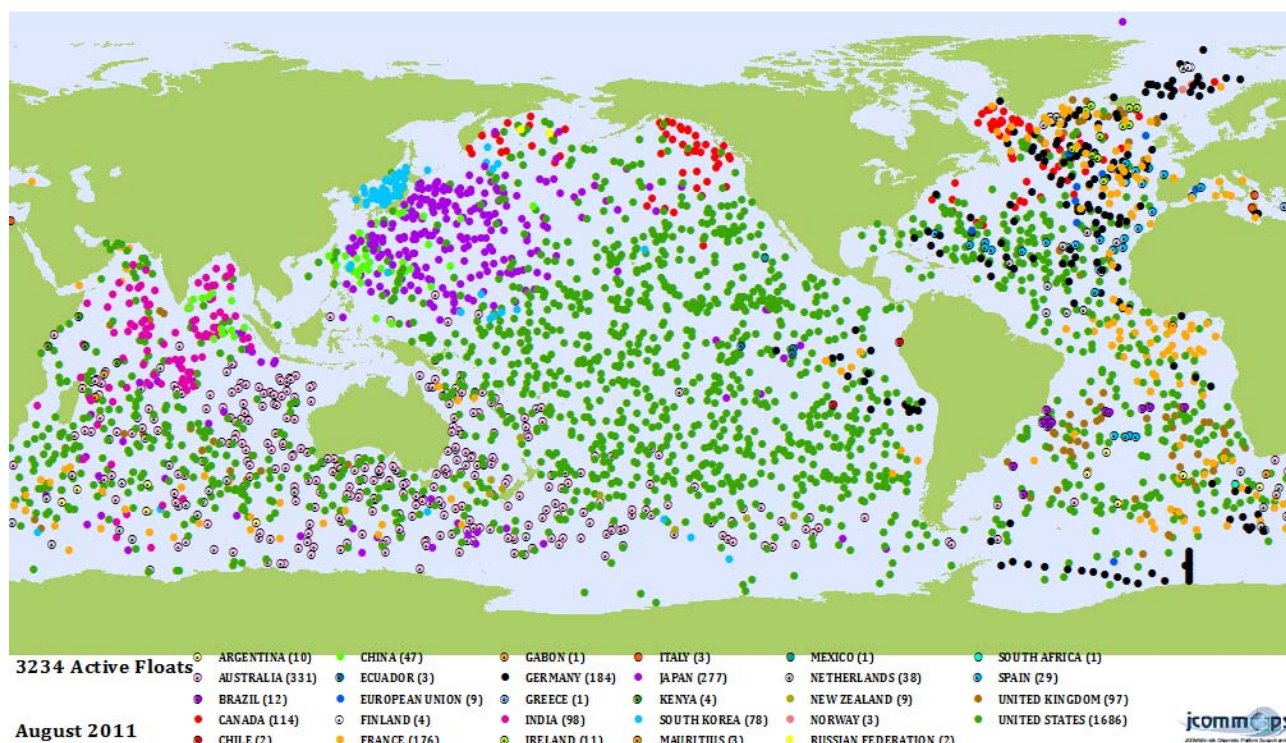 3234 Active Floats
August 2011
ARGENTINA (10)
AUSTRALIA (331)
BRAZIL (12)
CANADA (114)
CHILE (2)
CHINA (47)
ECUADOR (3)
EUROPEAN UNION (9)
FINLAND (4)
FRANCE (176)
GABON (1)
GERMANY (184)
GREECE (1)
INDIA (98)
IRELAND (11)
ITALY (3)
JAPAN (277)
KENYA (4)
SOUTH KOREA (78)
MAURITIUS (3)
MEXICO (1)
NETHERLANDS (38)
NEW ZEALAND (9)
NORWAY (3)
RUSSIAN FEDERATION (2)
SOUTH AFRICA (1)
SPAIN (29)
UNITED KINGDOM (97)
UNITED STATES (1686)
jcommops